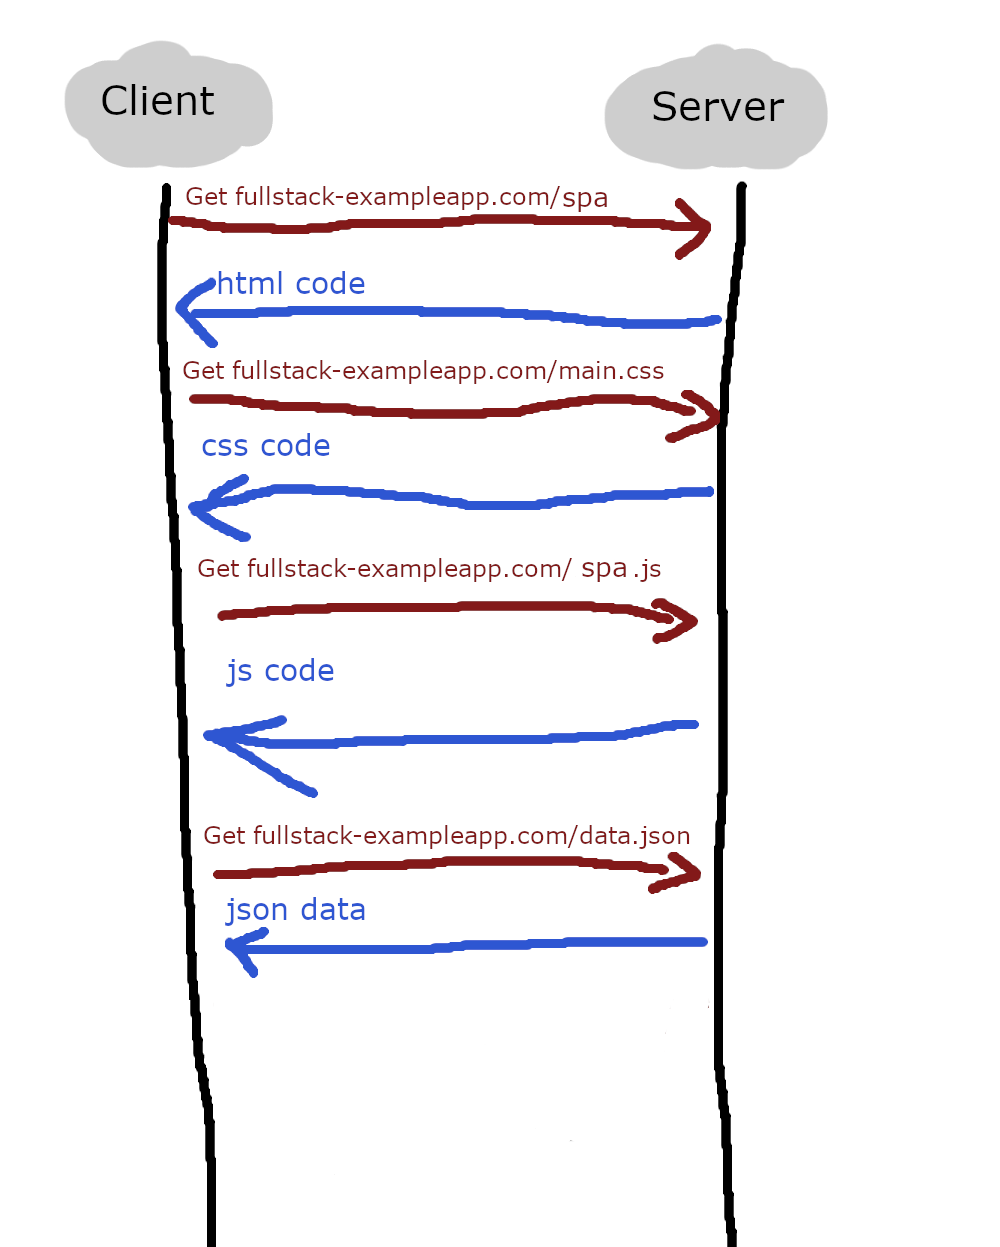 Client
Server
Get fullstack-exampleapp.com/spa
html code
Get fullstack-exampleapp.com/main.css
css code
Get fullstack-exampleapp.com/ spa.js
js code
Get fullstack-exampleapp.com/data.json
json data